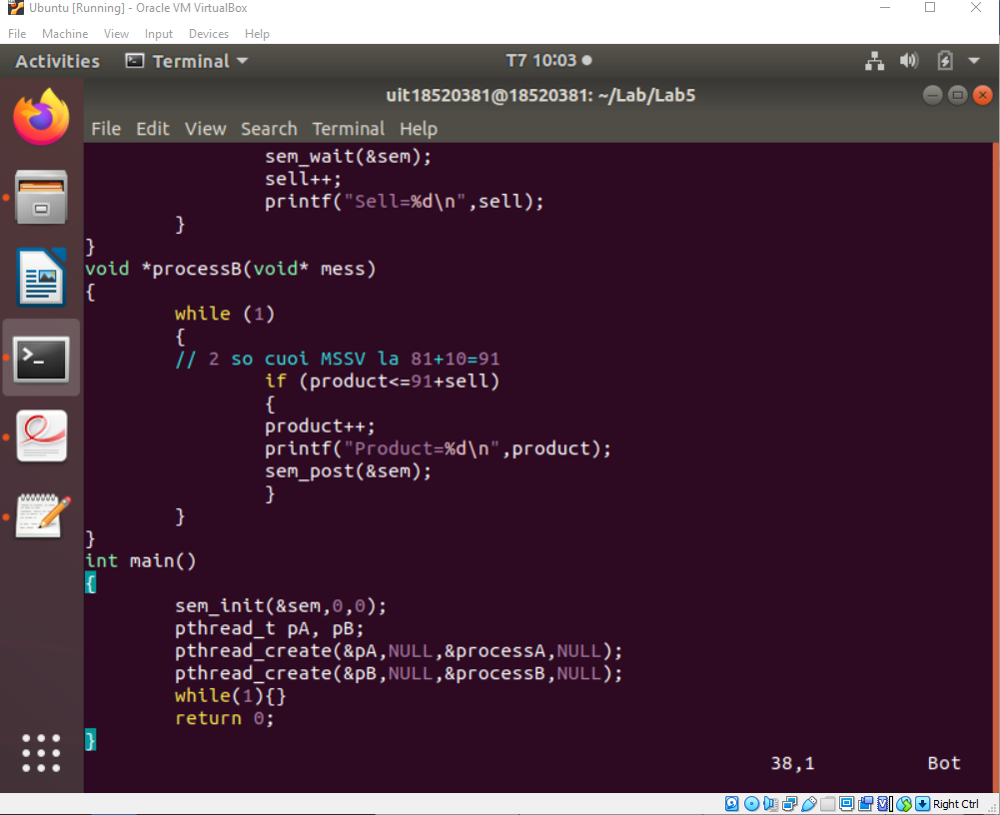 Ubuntu [Running] - Oracle VM VirtualBox
File Machine View Input Devices Help
Activities Terminal T7 10:03
uit18520381@18520381: ~/Lab/Lab5
File Edit View Search Terminal Help
sem_wait(&sem);
sell++;
printf("Sell=%d\n",sell);
}
}
void *processB(void* mess)
{
while (1)
{
// 2 so cuoi MSSV la 81+10=91
if (product<=91+sell)
{
product++;
printf("Product=%d\n",product);
sem_post(&sem);
}
}
}
int main()
{
sem_init(&sem,0,0);
pthread_t pA, pB;
pthread_create(&pA,NULL,&processA,NULL);
pthread_create(&pB,NULL,&processB,NULL);
while(1){}
return 0;
}
38,1 Bot
Right Ctrl